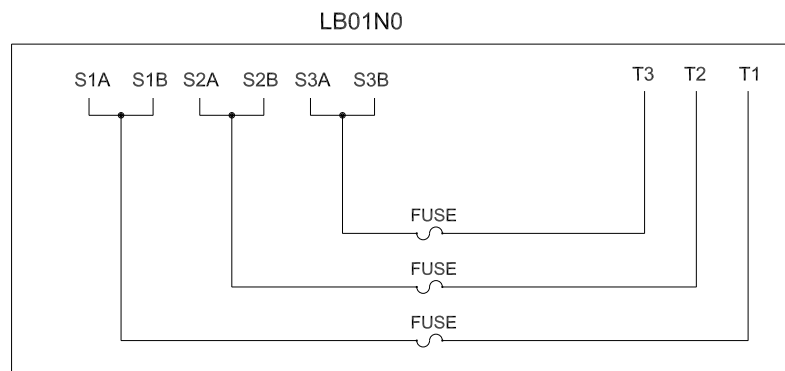 LB01N0
S1A S1B S2A S2B S3A S3B T3 T2 T1
FUSE
FUSE
FUSE